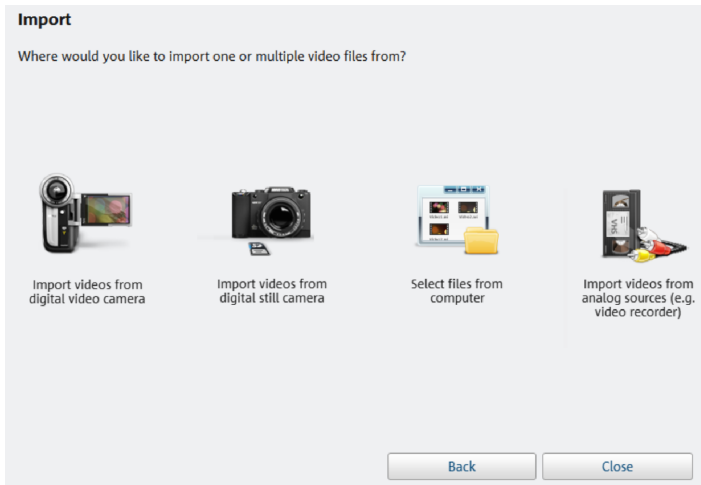 Import
Where would you like to import one or multiple video files from?
Import videos from
digital video camera
Import videos from
digital still camera
Select files from
computer
Import videos from
analog sources (e.g.
video recorder)
VHS
Back
Close